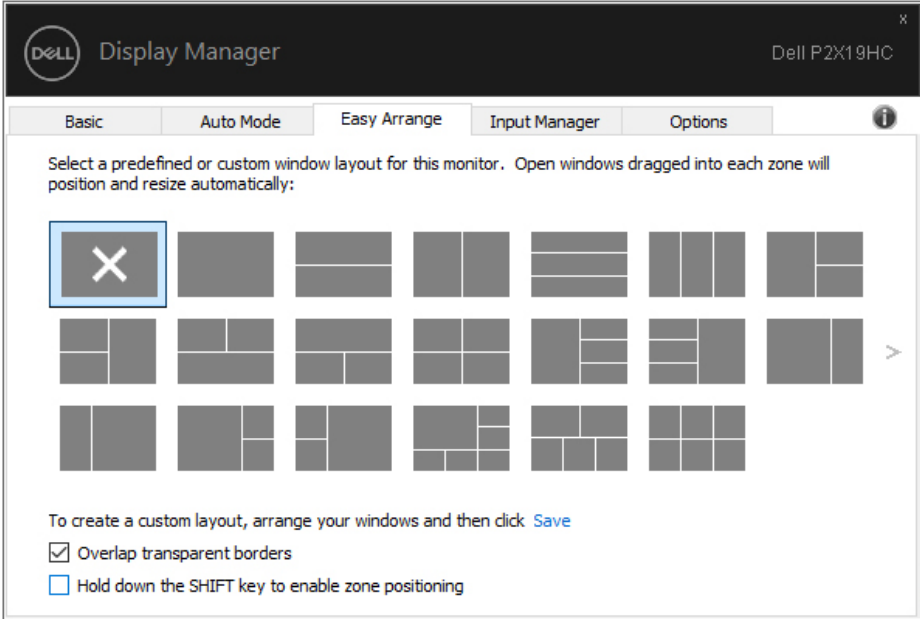 x
DELL
Display Manager
Dell P2X19HC
Basic
Auto Mode
Easy Arrange
Input Manager
Options
i
Select a predefined or custom window layout for this monitor. Open windows dragged into each zone will
position and resize automatically:
>
To create a custom layout, arrange your windows and then click Save
Overlap transparent borders
Hold down the SHIFT key to enable zone positioning